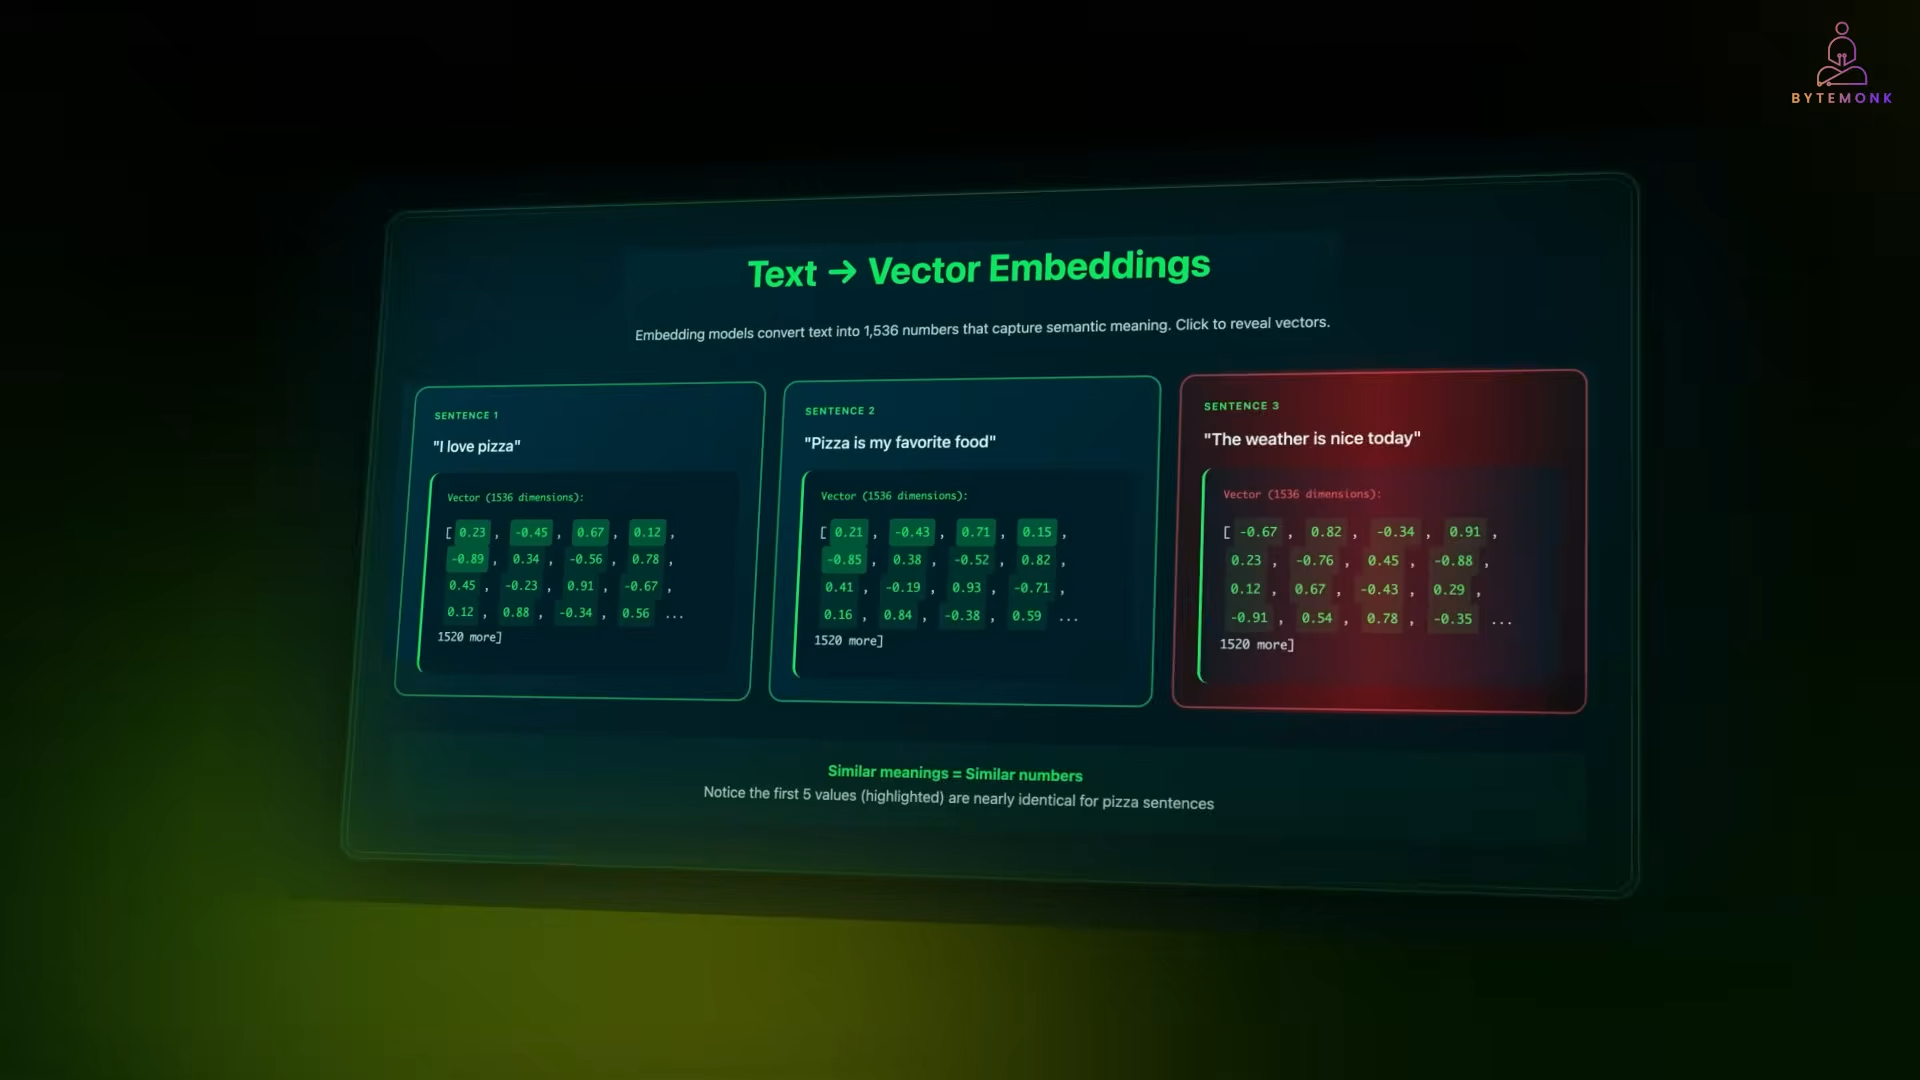 BYTEMONK
Text → Vector Embeddings
Embedding models convert text into 1,536 numbers that capture semantic meaning. Click to reveal vectors.
SENTENCE 1
"I love pizza"
Vector (1536 dimensions):
[ 0.23 , -0.45 , 0.67 , 0.12 ,
-0.89 , 0.34 , -0.56 , 0.78 ,
0.45 , -0.23 , 0.91 , -0.67 ,
0.12 , 0.88 , -0.34 , 0.56 ...
1520 more]
SENTENCE 2
"Pizza is my favorite food"
Vector (1536 dimensions):
[ 0.21 , -0.43 , 0.71 , 0.15 ,
-0.85 , 0.38 , -0.52 , 0.82 ,
0.41 , -0.19 , 0.93 , -0.71 ,
0.16 , 0.84 , -0.38 , 0.59 ...
1520 more]
SENTENCE 3
"The weather is nice today"
Vector (1536 dimensions):
[ -0.67 , 0.82 , -0.34 , 0.91 ,
0.23 , -0.76 , 0.45 , -0.88 ,
0.12 , 0.67 , -0.43 , 0.29 ,
-0.91 , 0.54 , 0.78 , -0.35 ...
1520 more]
Similar meanings = Similar numbers
Notice the first 5 values (highlighted) are nearly identical for pizza sentences